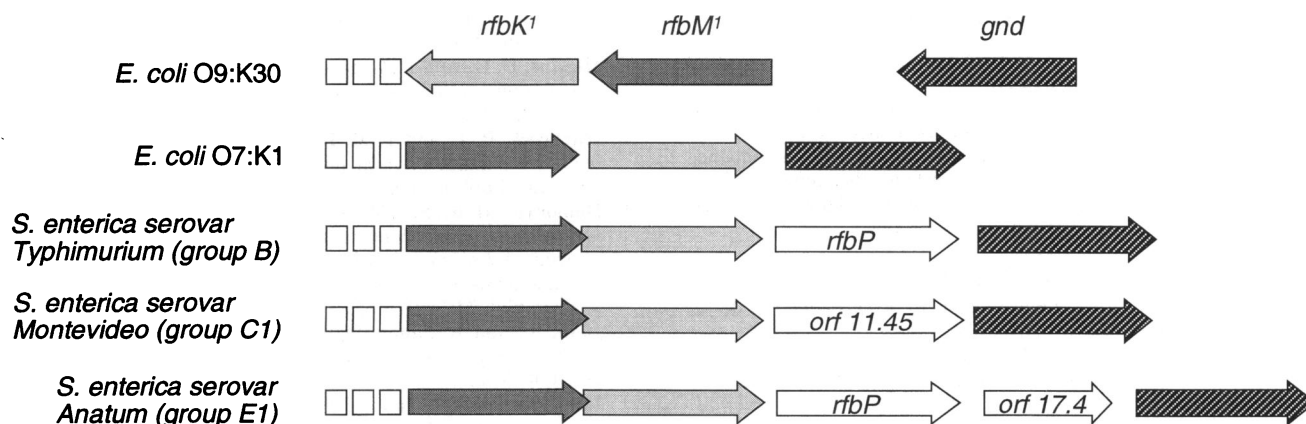 rfbK¹ rfbM¹ gnd
E. coli O9:K30
E. coli O7:K1
S. enterica serovar
Typhimurium (group B)
rfbP
S. enterica serovar
Montevideo (group C1)
orf 11.45
S. enterica serovar
Anatum (group E1)
rfbP orf 17.4